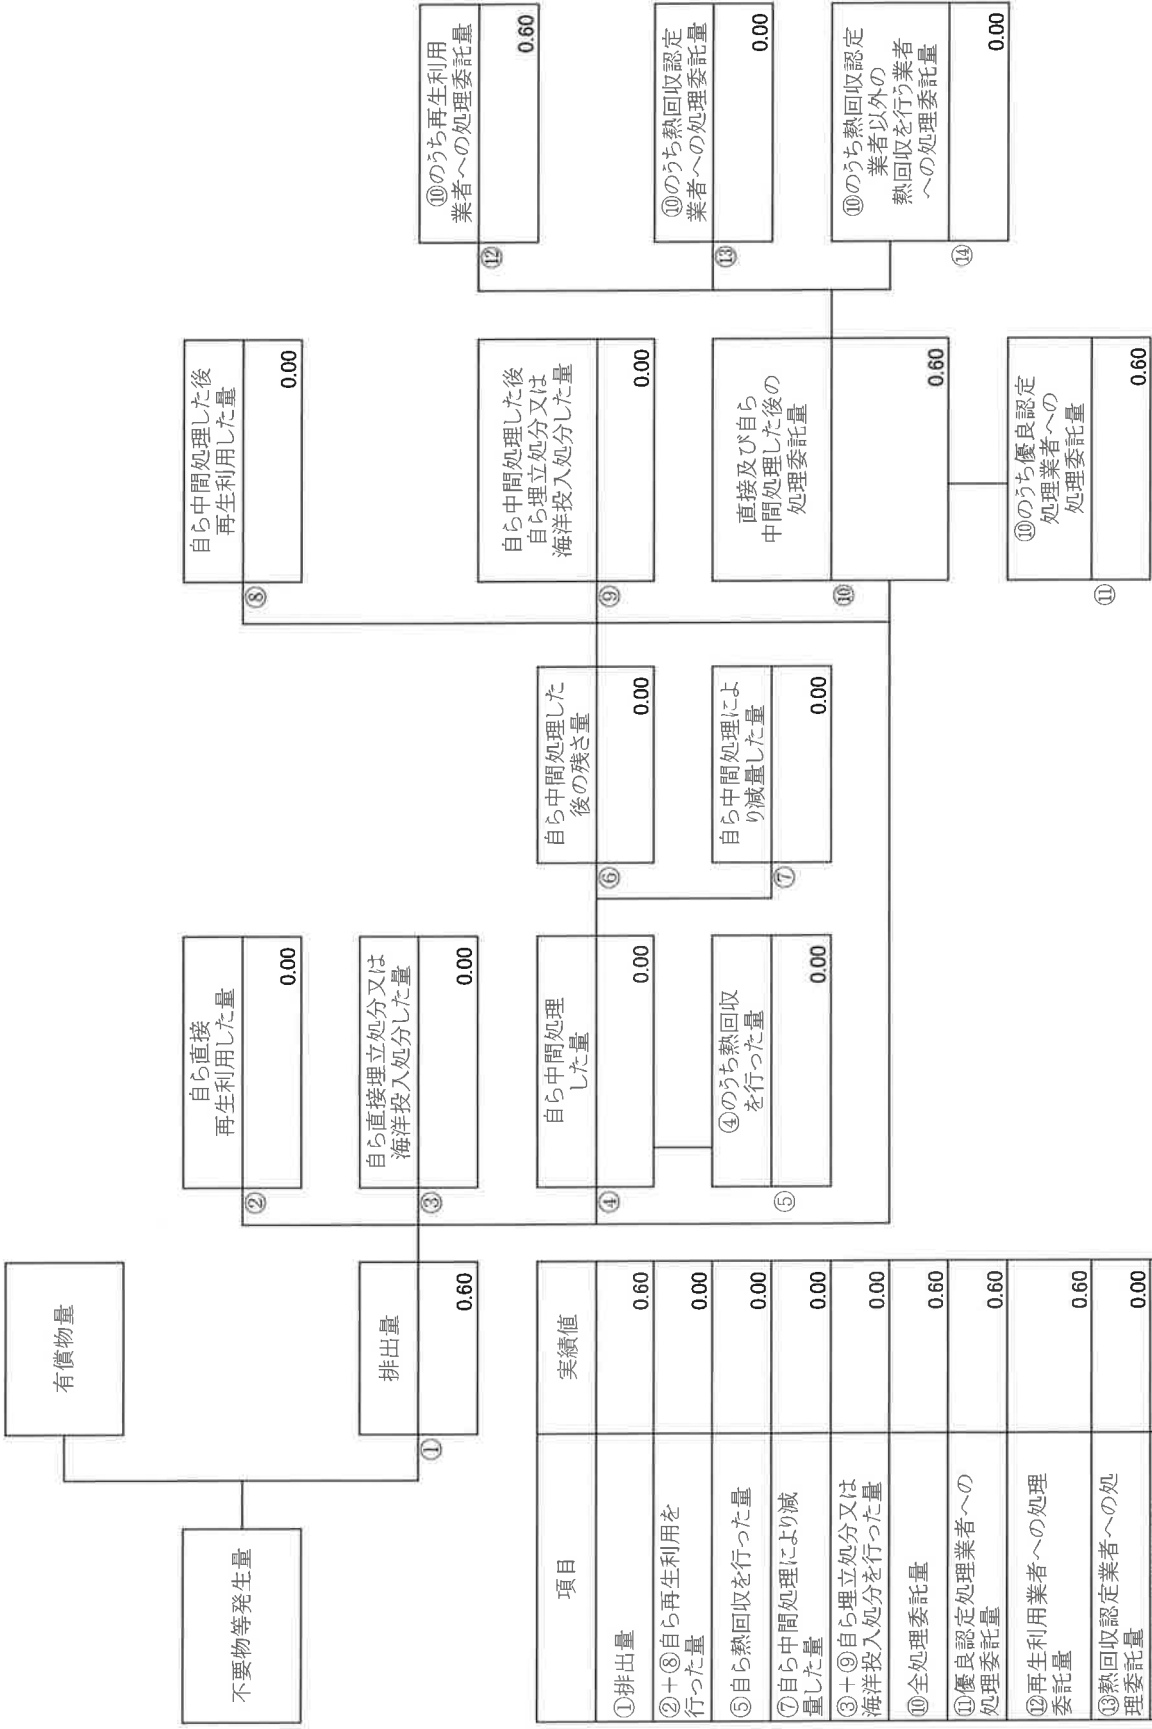 不要物等発生量
有償物量
①
排出量
0.60
②
自ら直接
再生利用した量
0.00
③
自ら直接埋立処分又は
海洋投入処分した量
0.00
④
自ら中間処理
した量
0.00
⑤
④のうち熱回収
を行った量
0.00
⑥
自ら中間処理した
後の残さ量
0.00
⑦
自ら中間処理によ
り減量した量
0.00
⑧
自ら中間処理した後
再生利用した量
0.00
⑨
自ら中間処理した後
自ら埋立処分又は
海洋投入処分した量
0.00
⑩
直接及び自ら
中間処理した後の
処理委託量
0.60
⑪
⑩のうち優良認定
処理業者への
処理委託量
0.60
⑫
⑩のうち再生利用
業者への処理委託量
0.60
⑬
⑩のうち熱回収認定
業者への処理委託量
0.00
⑭
⑩のうち熱回収認定
業者以外の
熱回収を行う業者
への処理委託量
0.00
項目 実績値
①排出量 0.60
②+⑧自ら再生利用を
行った量 0.00
⑤自ら熱回収を行った量 0.00
⑦自ら中間処理により減
量した量 0.00
③+⑨自ら埋立処分又は
海洋投入処分を行った量 0.00
⑩全処理委託量 0.60
⑪優良認定処理業者への
処理委託量 0.60
⑫再生利用業者への処理
委託量 0.60
⑬熱回収認定業者への処
理委託量 0.00